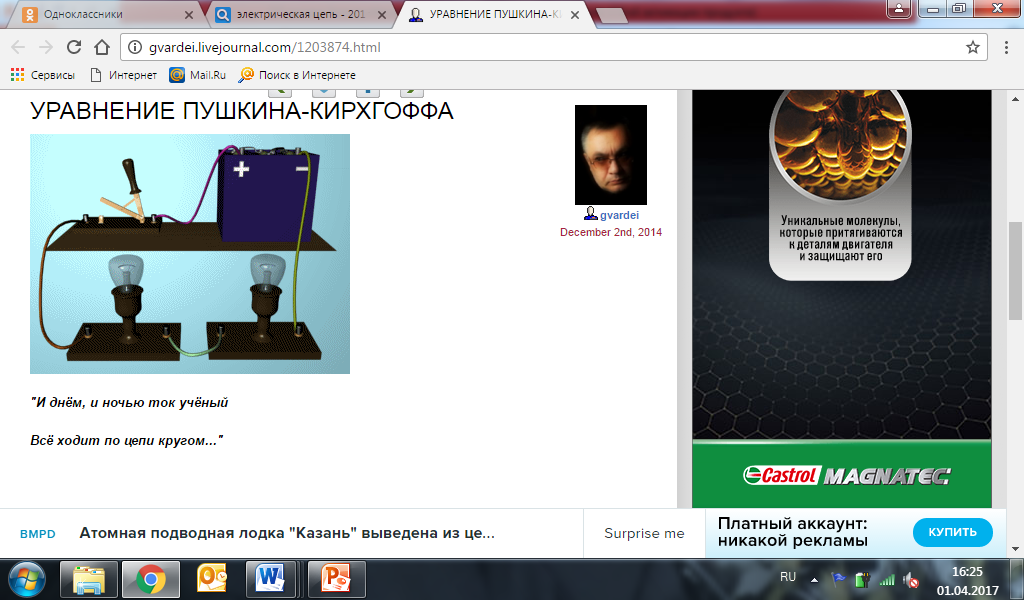 Одноклассники
электрическая цепь - 201
УРАВНЕНИЕ ПУШКИНА-КИ
gvardei.livejournal.com/1203874.html
Сервисы Интернет Mail.Ru Поиск в Интернете
УРАВНЕНИЕ ПУШКИНА-КИРХГОФФА
+ −
gvardei
December 2nd, 2014
"И днём, и ночью ток учёный
Всё ходит по цепи кругом..."
Уникальные молекулы,
которые притягиваются
к деталям двигателя
и защищают его
Castrol MAGNATEC
BMPD Атомная подводная лодка "Казань" выведена из це...
Surprise me
Платный аккаунт:
никакой рекламы
КУПИТЬ
RU
16:25
01.04.2017